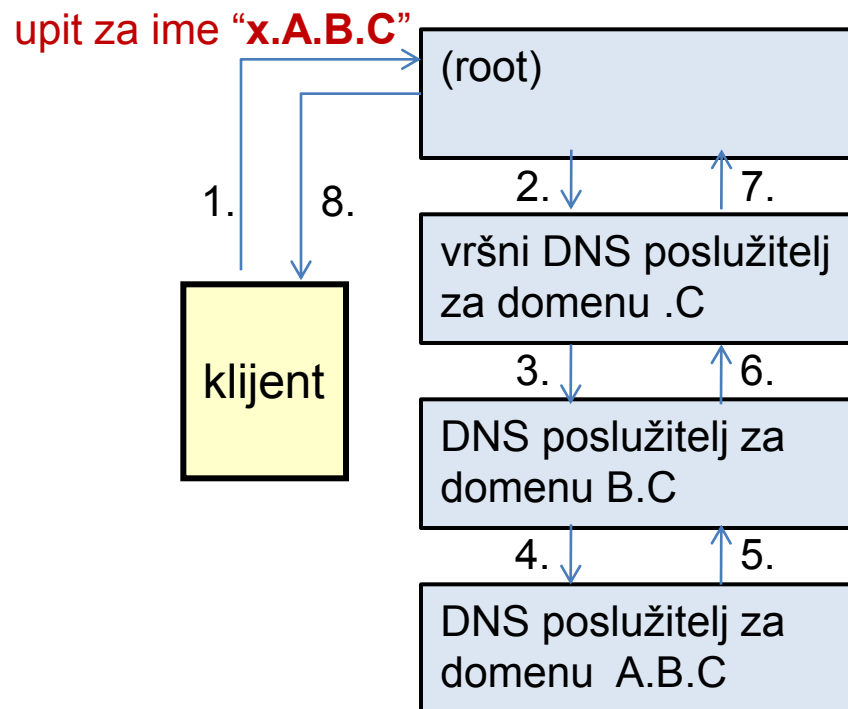 upit za ime “x.A.B.C”
(root)
1.
8.
2.
7.
vršni DNS poslužitelj
za domenu .C
klijent
3.
6.
DNS poslužitelj za
domenu B.C
4.
5.
DNS poslužitelj za
domenu A.B.C